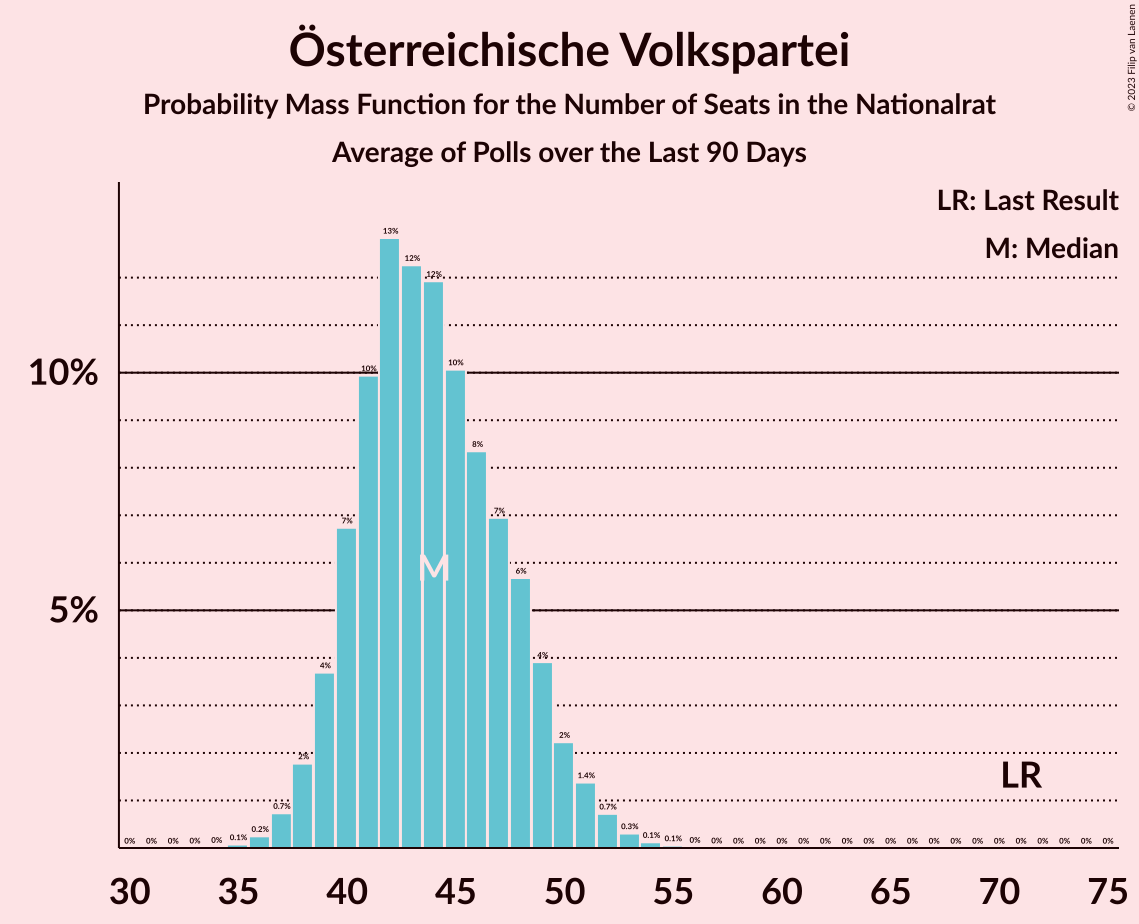 Österreichische Volkspartei
Probability Mass Function for the Number of Seats in the Nationalrat
Average of Polls over the Last 90 Days
© 2023 Filip van Laenen
LR: Last Result
M: Median
10%
5%
0% 0% 0% 0% 0% 0.1% 0.2% 0.7% 2% 4% 7% 10% 13% 12% 12% 10% 8% 7% 6% 4% 2% 1.4% 0.7% 0.3% 0.1% 0.1% 0% 0% 0% 0% 0% 0% 0% 0% 0% 0% 0% 0% 0% 0% 0% 0% 0% 0% 0% 0%
M
LR
30 35 40 45 50 55 60 65 70 75